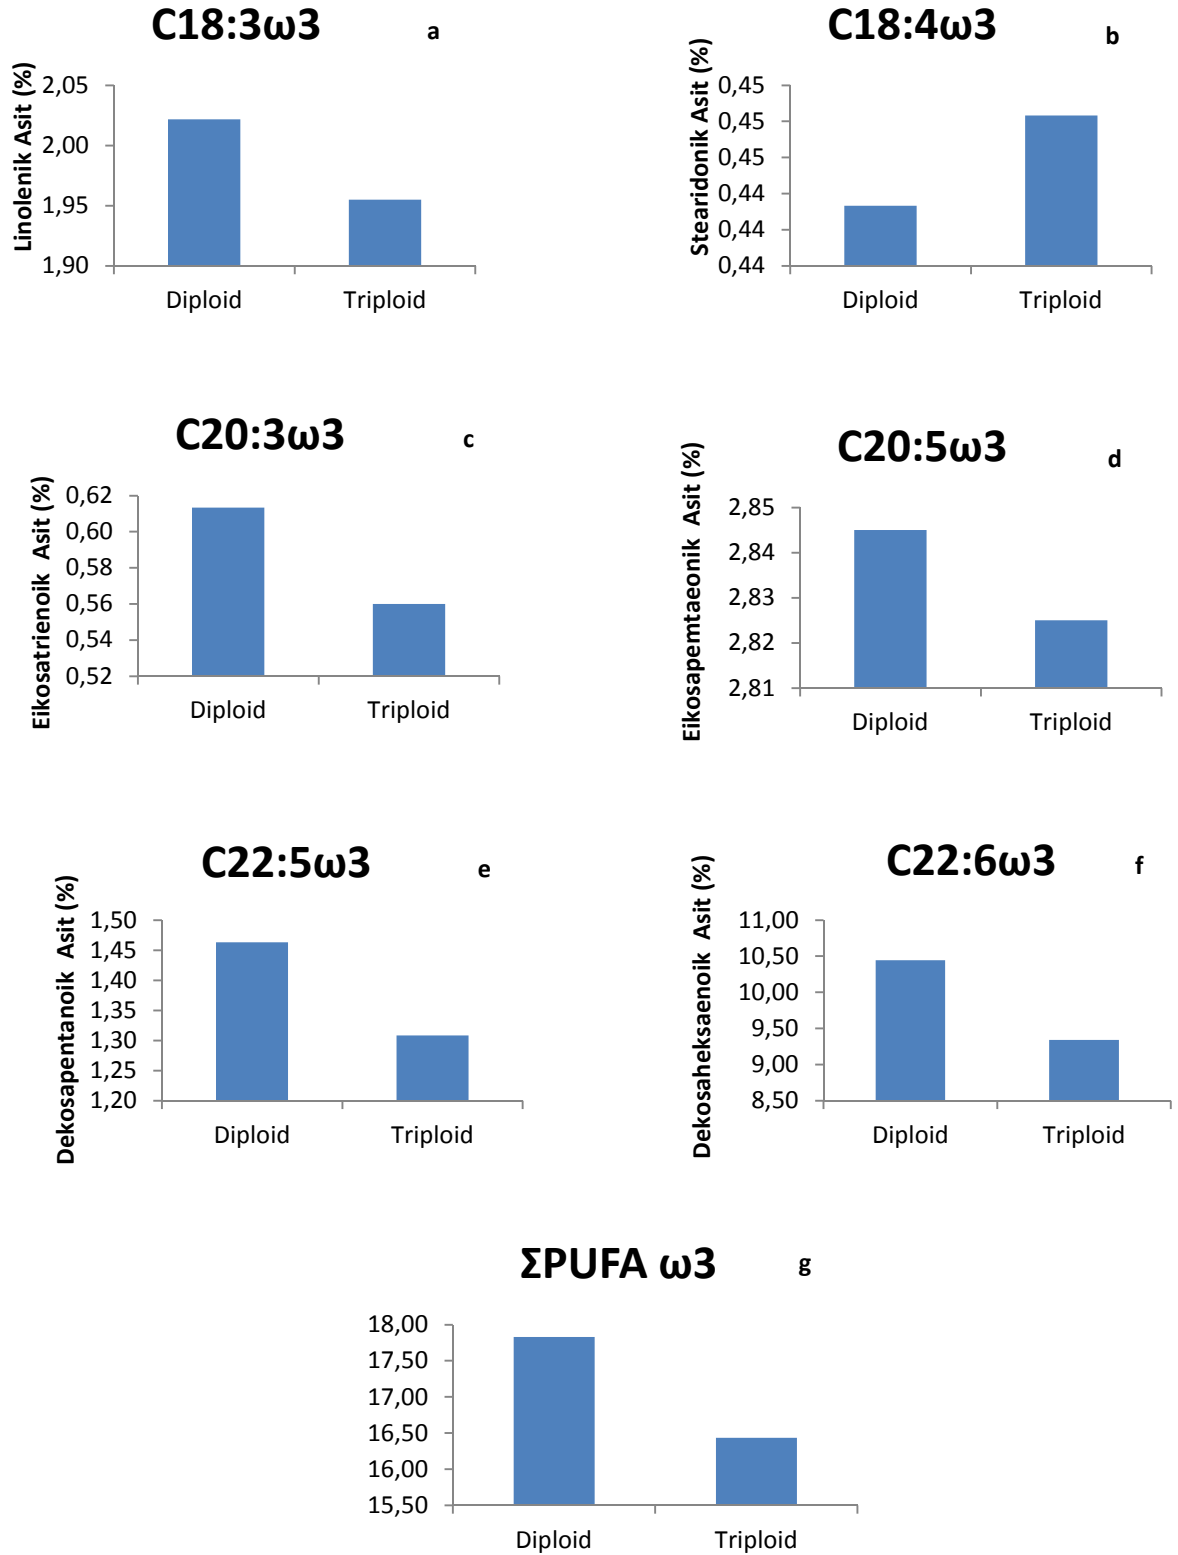 C18:3ω3
a
Linolenik Asit (%)
2,05
2,00
1,95
1,90
Diploid Triploid
C18:4ω3
b
Stearidonik Asit (%)
0,45
0,45
0,45
0,44
0,44
0,44
Diploid Triploid
C20:3ω3
c
Eikosatrienoik Asit (%)
0,62
0,60
0,58
0,56
0,54
0,52
Diploid Triploid
C20:5ω3
d
Eikosapemtaeonik Asit (%)
2,85
2,84
2,83
2,82
2,81
Diploid Triploid
C22:5ω3
e
Dekosapentanoik Asit (%)
1,50
1,45
1,40
1,35
1,30
1,25
1,20
Diploid Triploid
C22:6ω3
f
Dekosaheksaenoik Asit (%)
11,00
10,50
10,00
9,50
9,00
8,50
Diploid Triploid
ΣPUFA ω3
g
18,00
17,50
17,00
16,50
16,00
15,50
Diploid Triploid